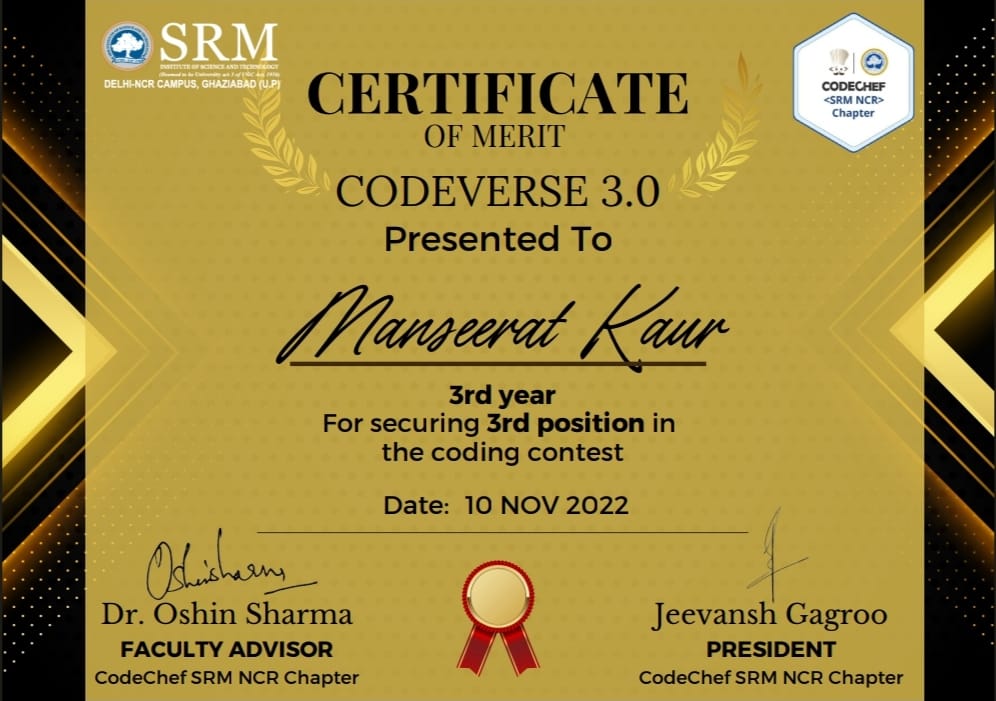 SRM
INSTITUTE OF SCIENCE AND TECHNOLOGY
(Deemed to be University u/s 3 of UGC Act, 1956)
DELHI-NCR CAMPUS, GHAZIABAD (U.P)
CODECHEF
<SRM NCR>
Chapter
CERTIFICATE
OF MERIT
CODEVERSE 3.0
Presented To
Manseerat Kaur
3rd year
For securing 3rd position in
the coding contest
Date: 10 NOV 2022
Oshinsharma
Dr. Oshin Sharma
FACULTY ADVISOR
CodeChef SRM NCR Chapter
Jeevansh Gagroo
PRESIDENT
CodeChef SRM NCR Chapter